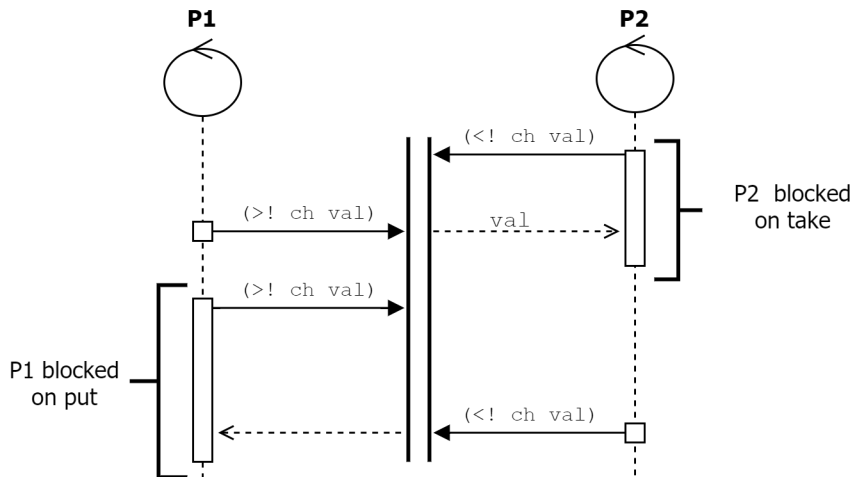 P1
P2
(<! ch val)
P2 blocked
on take
(>! ch val)
val
(>! ch val)
P1 blocked
on put
(<! ch val)